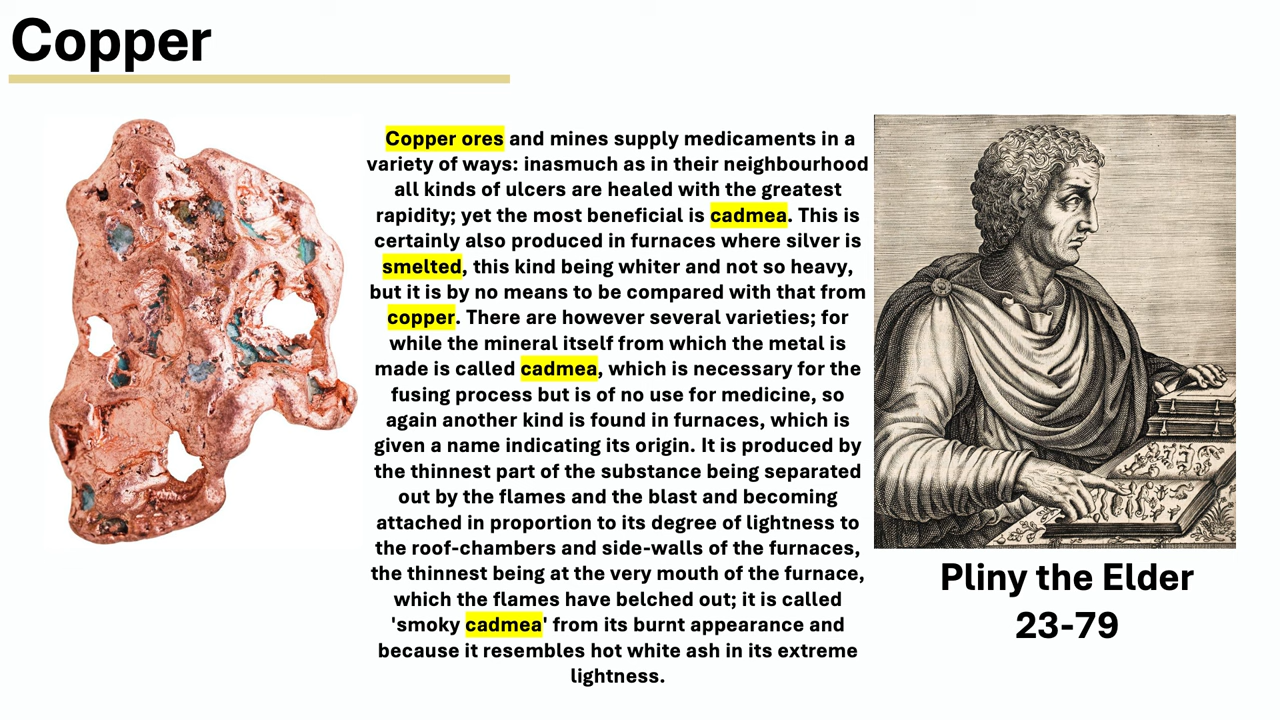 Copper
Copper ores and mines supply medicaments in a
variety of ways: inasmuch as in their neighbourhood
all kinds of ulcers are healed with the greatest
rapidity; yet the most beneficial is cadmea. This is
certainly also produced in furnaces where silver is
smelted, this kind being whiter and not so heavy,
but it is by no means to be compared with that from
copper. There are however several varieties; for
while the mineral itself from which the metal is
made is called cadmea, which is necessary for the
fusing process but is of no use for medicine, so
again another kind is found in furnaces, which is
given a name indicating its origin. It is produced by
the thinnest part of the substance being separated
out by the flames and the blast and becoming
attached in proportion to its degree of lightness to
the roof-chambers and side-walls of the furnaces,
the thinnest being at the very mouth of the furnace,
which the flames have belched out; it is called
'smoky cadmea' from its burnt appearance and
because it resembles hot white ash in its extreme
lightness.
Pliny the Elder
23-79